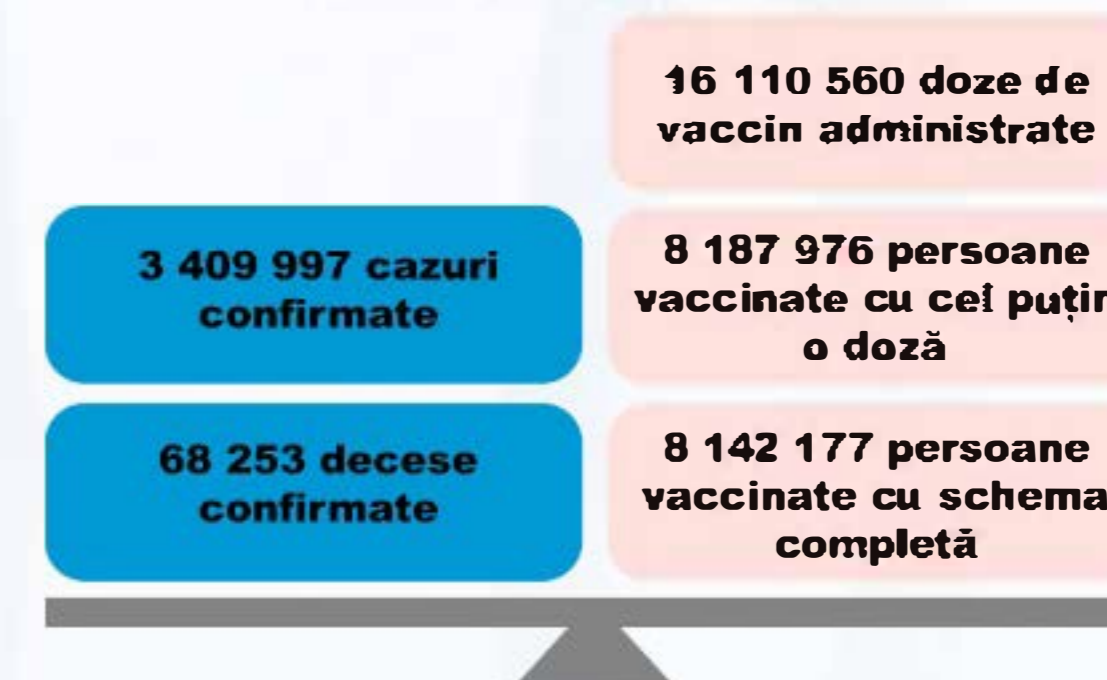 16 110 560 doze de
vaccin administrate
3 409 997 cazuri
confirmate
8 187 976 persoane
vaccinate cu cel puțin
o doză
68 253 decese
confirmate
8 142 177 persoane
vaccinate cu schema
completă